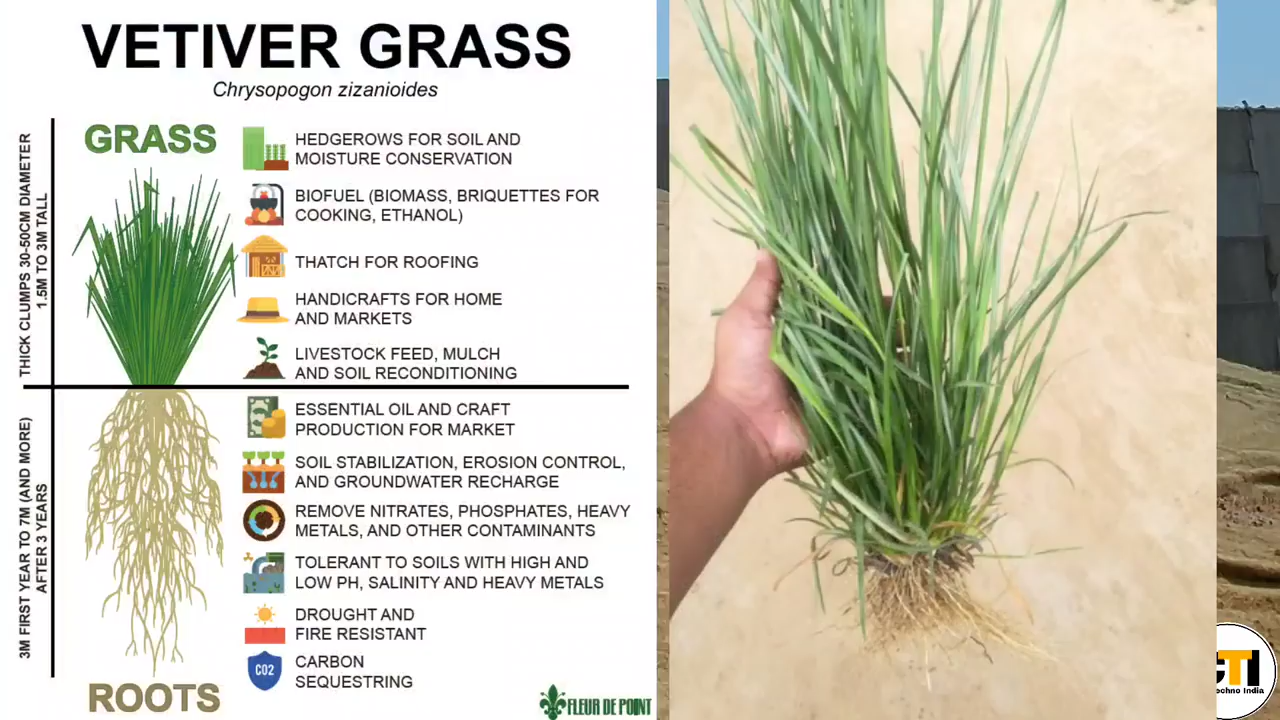 VETIVER GRASS
Chrysopogon zizanioides
THICK CLUMPS 30-50CM DIAMETER
1.5M TO 3M TALL
GRASS
HEDGEROWS FOR SOIL AND
MOISTURE CONSERVATION
BIOFUEL (BIOMASS, BRIQUETTES FOR
COOKING, ETHANOL)
THATCH FOR ROOFING
HANDICRAFTS FOR HOME
AND MARKETS
LIVESTOCK FEED, MULCH
AND SOIL RECONDITIONING
3M FIRST YEAR TO 7M (AND MORE)
AFTER 3 YEARS
ESSENTIAL OIL AND CRAFT
PRODUCTION FOR MARKET
SOIL STABILIZATION, EROSION CONTROL,
AND GROUNDWATER RECHARGE
REMOVE NITRATES, PHOSPHATES, HEAVY
METALS, AND OTHER CONTAMINANTS
TOLERANT TO SOILS WITH HIGH AND
LOW PH, SALINITY AND HEAVY METALS
DROUGHT AND
FIRE RESISTANT
CO2
CARBON
SEQUESTRING
ROOTS
FLEUR DE POINT
India